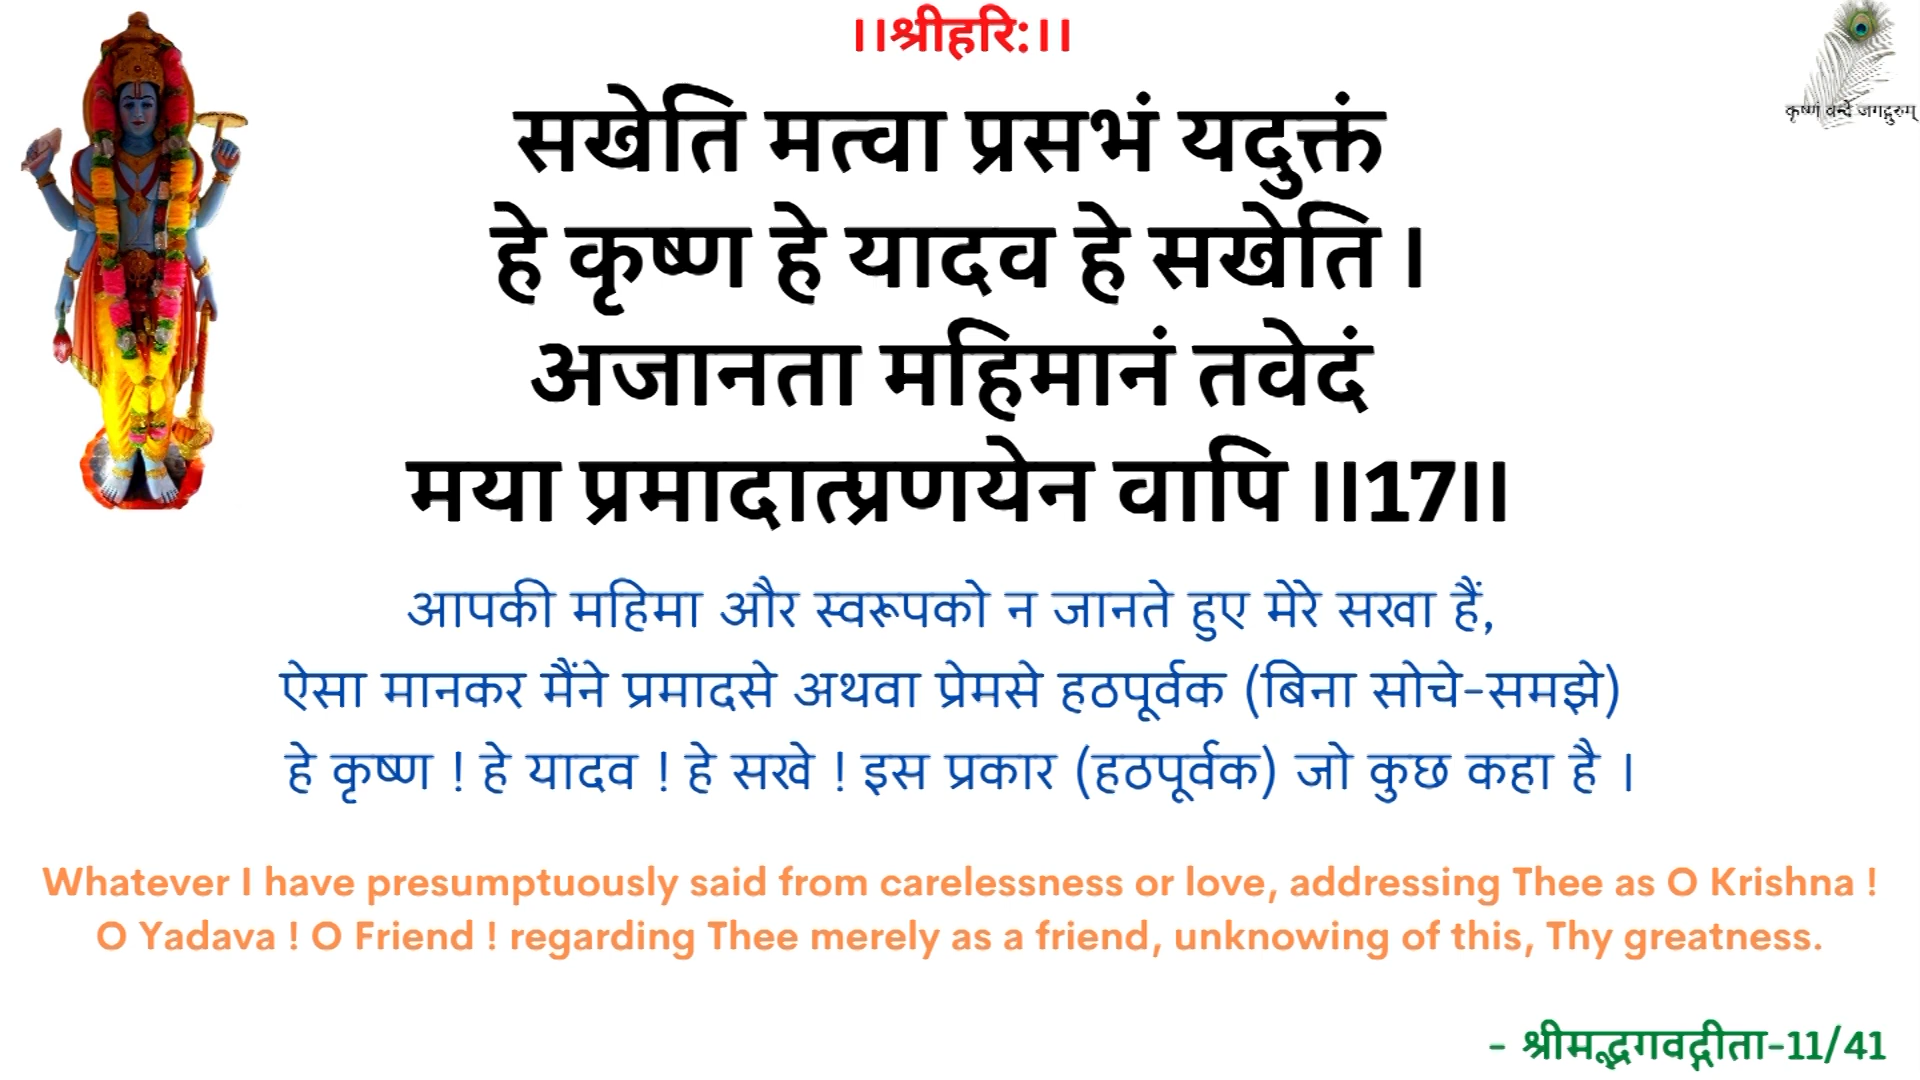 ।।श्रीहरि:।।
कृष्णं वन्दे जगद्गुरुम्
सखेति मत्वा प्रसभं यदुक्तं
हे कृष्ण हे यादव हे सखेति ।
अजानता महिमानं तवेदं
मया प्रमादात्प्रणयेन वापि ।।17।।
आपकी महिमा और स्वरूपको न जानते हुए मेरे सखा हैं,
ऐसा मानकर मैंने प्रमादसे अथवा प्रेमसे हठपूर्वक (बिना सोचे-समझे)
हे कृष्ण ! हे यादव ! हे सखे ! इस प्रकार (हठपूर्वक) जो कुछ कहा है ।
Whatever I have presumptuously said from carelessness or love, addressing Thee as O Krishna !
O Yadava ! O Friend ! regarding Thee merely as a friend, unknowing of this, Thy greatness.
- श्रीमद्भगवद्गीता-11/41